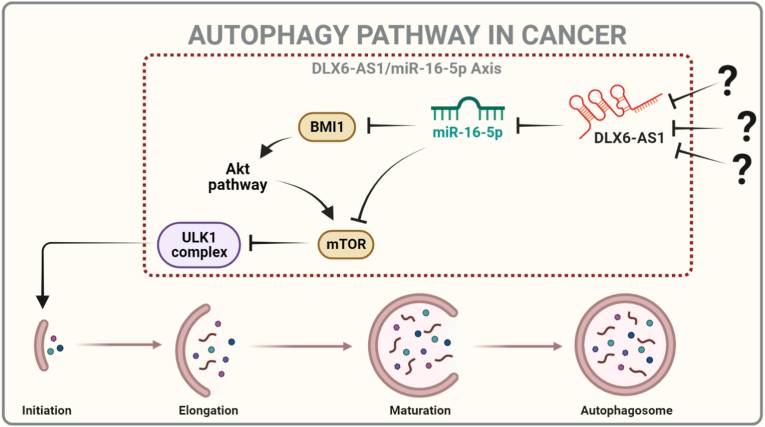 AUTOPHAGY PATHWAY IN CANCER
DLX6-AS1/miR-16-5p Axis
?
BMI1
miR-16-5p
DLX6-AS1
?
?
Akt
pathway
ULK1
complex
mTOR
Initiation
Elongation
Maturation
Autophagosome